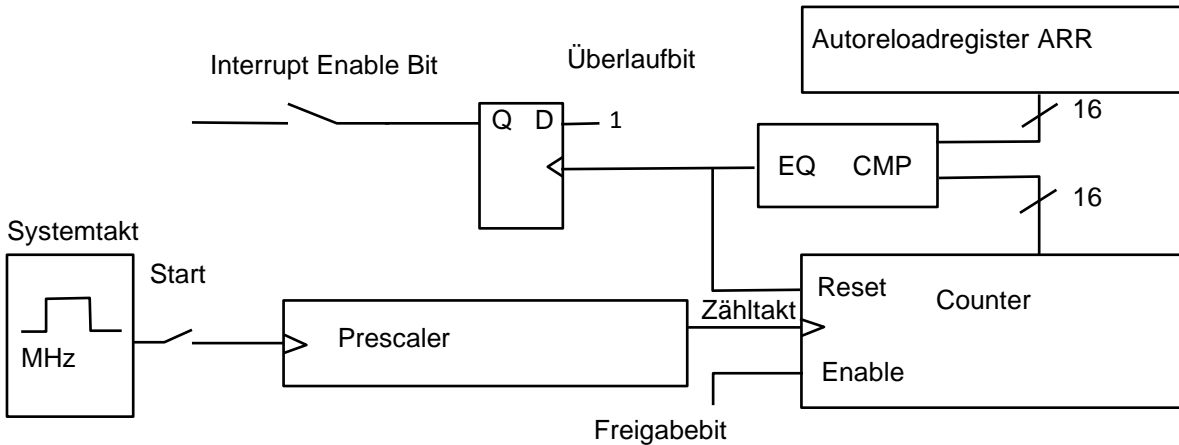 Autoreloadregister ARR
Interrupt Enable Bit
Überlaufbit
Q D
1
16
EQ CMP
16
Systemtakt
Start
MHz
Prescaler
Zähltakt
Reset
Counter
Enable
Freigabebit